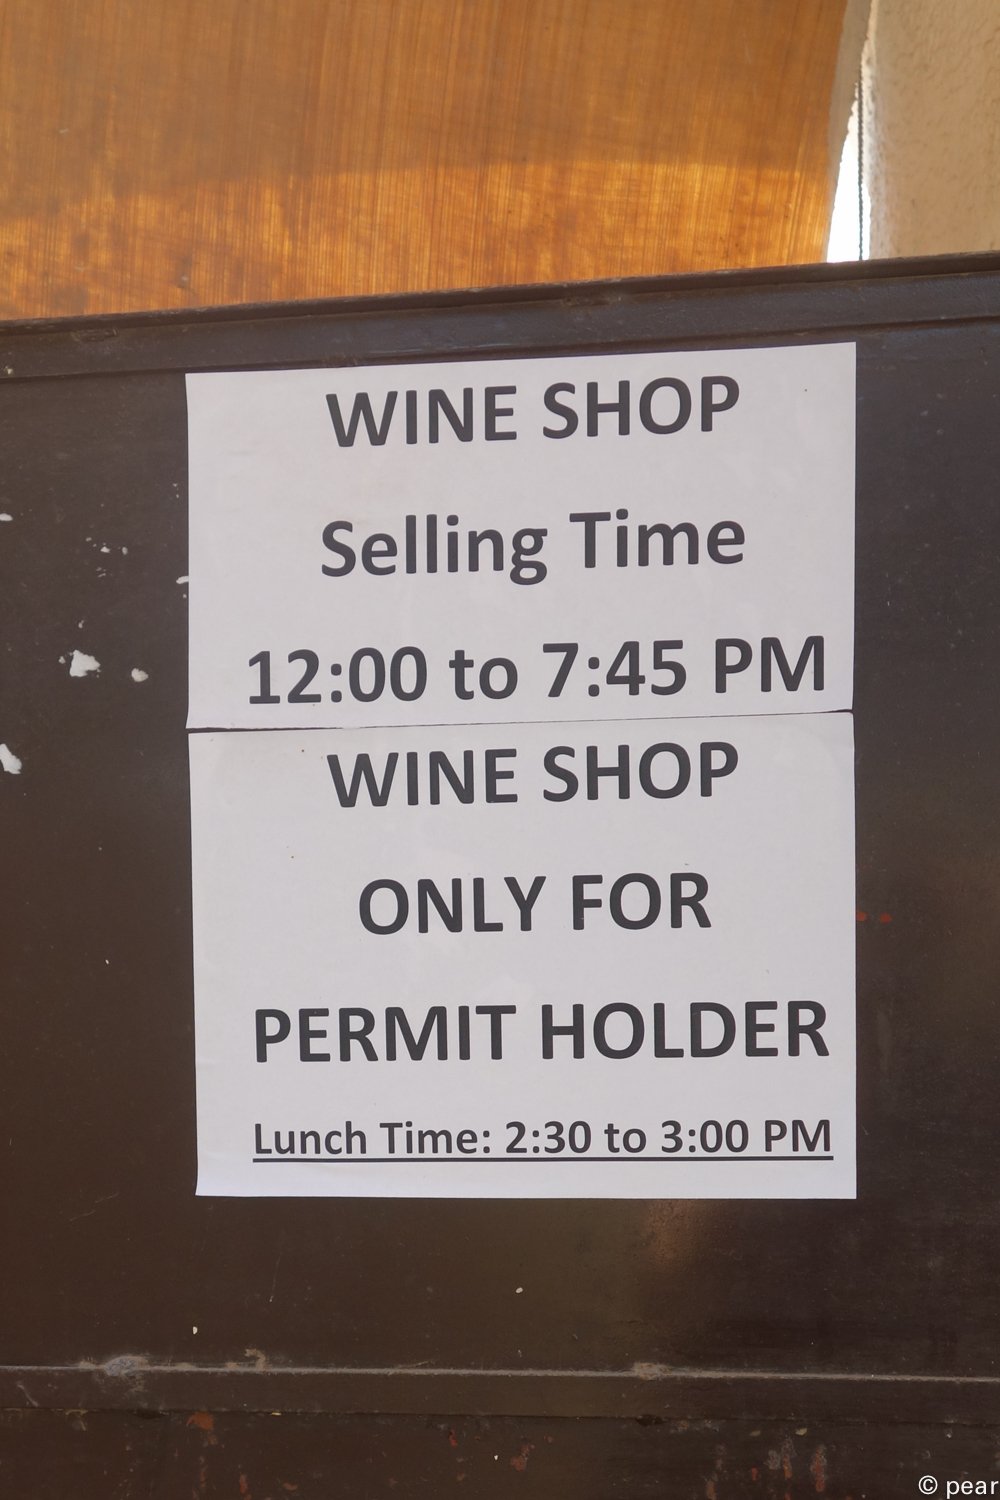 WINE SHOP
Selling Time
12:00 to 7:45 PM
WINE SHOP
ONLY FOR
PERMIT HOLDER
Lunch Time: 2:30 to 3:00 PM
© pear